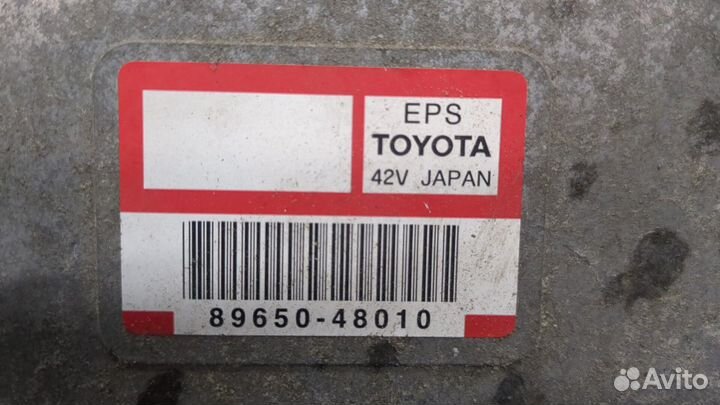 EPS
TOYOTA
42V JAPAN
89650-48010
Avito